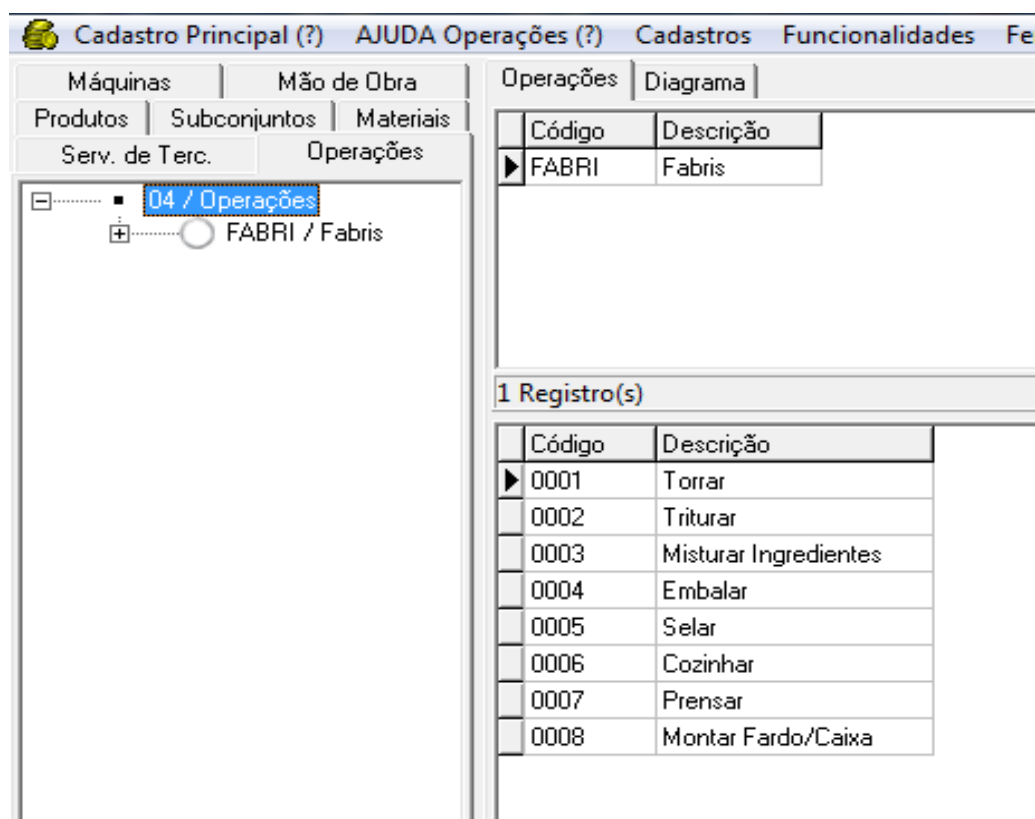 Cadastro Principal (?) AJUDA Operações (?) Cadastros Funcionalidades Fe
Máquinas Mão de Obra
Produtos Subconjuntos Materiais
Serv. de Terc. Operações
04 / Operações
FABRI / Fabris
Operações Diagrama
Código Descrição
FABRI Fabris
1 Registro(s)
Código Descrição
0001 Torrar
0002 Triturar
0003 Misturar Ingredientes
0004 Embalar
0005 Selar
0006 Cozinhar
0007 Prensar
0008 Montar Fardo/Caixa